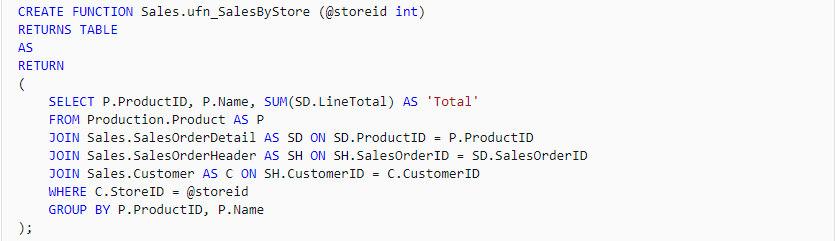 CREATE FUNCTION Sales.ufn_SalesByStore (@storeid int)
RETURNS TABLE
AS
RETURN
(
    SELECT P.ProductID, P.Name, SUM(SD.LineTotal) AS 'Total'
    FROM Production.Product AS P
    JOIN Sales.SalesOrderDetail AS SD ON SD.ProductID = P.ProductID
    JOIN Sales.SalesOrderHeader AS SH ON SH.SalesOrderID = SD.SalesOrderID
    JOIN Sales.Customer AS C ON SH.CustomerID = C.CustomerID
    WHERE C.StoreID = @storeid
    GROUP BY P.ProductID, P.Name
);